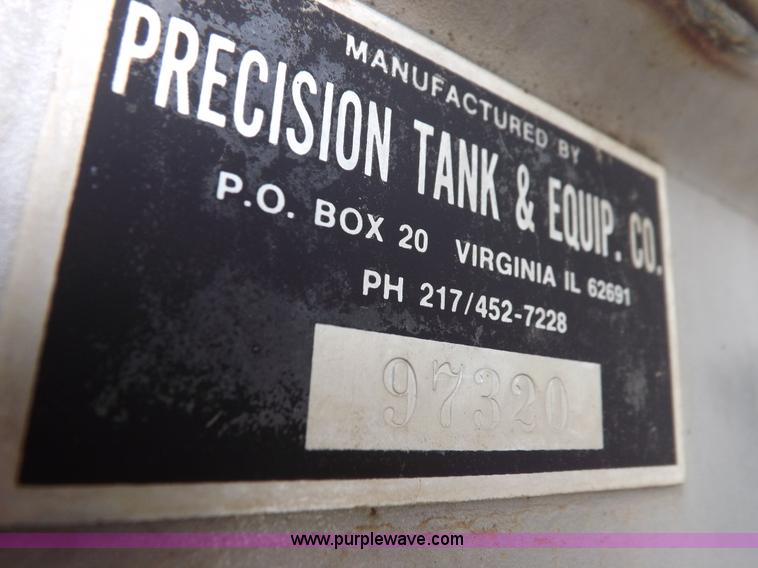 MANUFACTURED BY
PRECISION TANK & EQUIP. CO.
P.O. BOX 20 VIRGINIA IL 62691
PH 217/452-7228
97320
www.purplewave.com